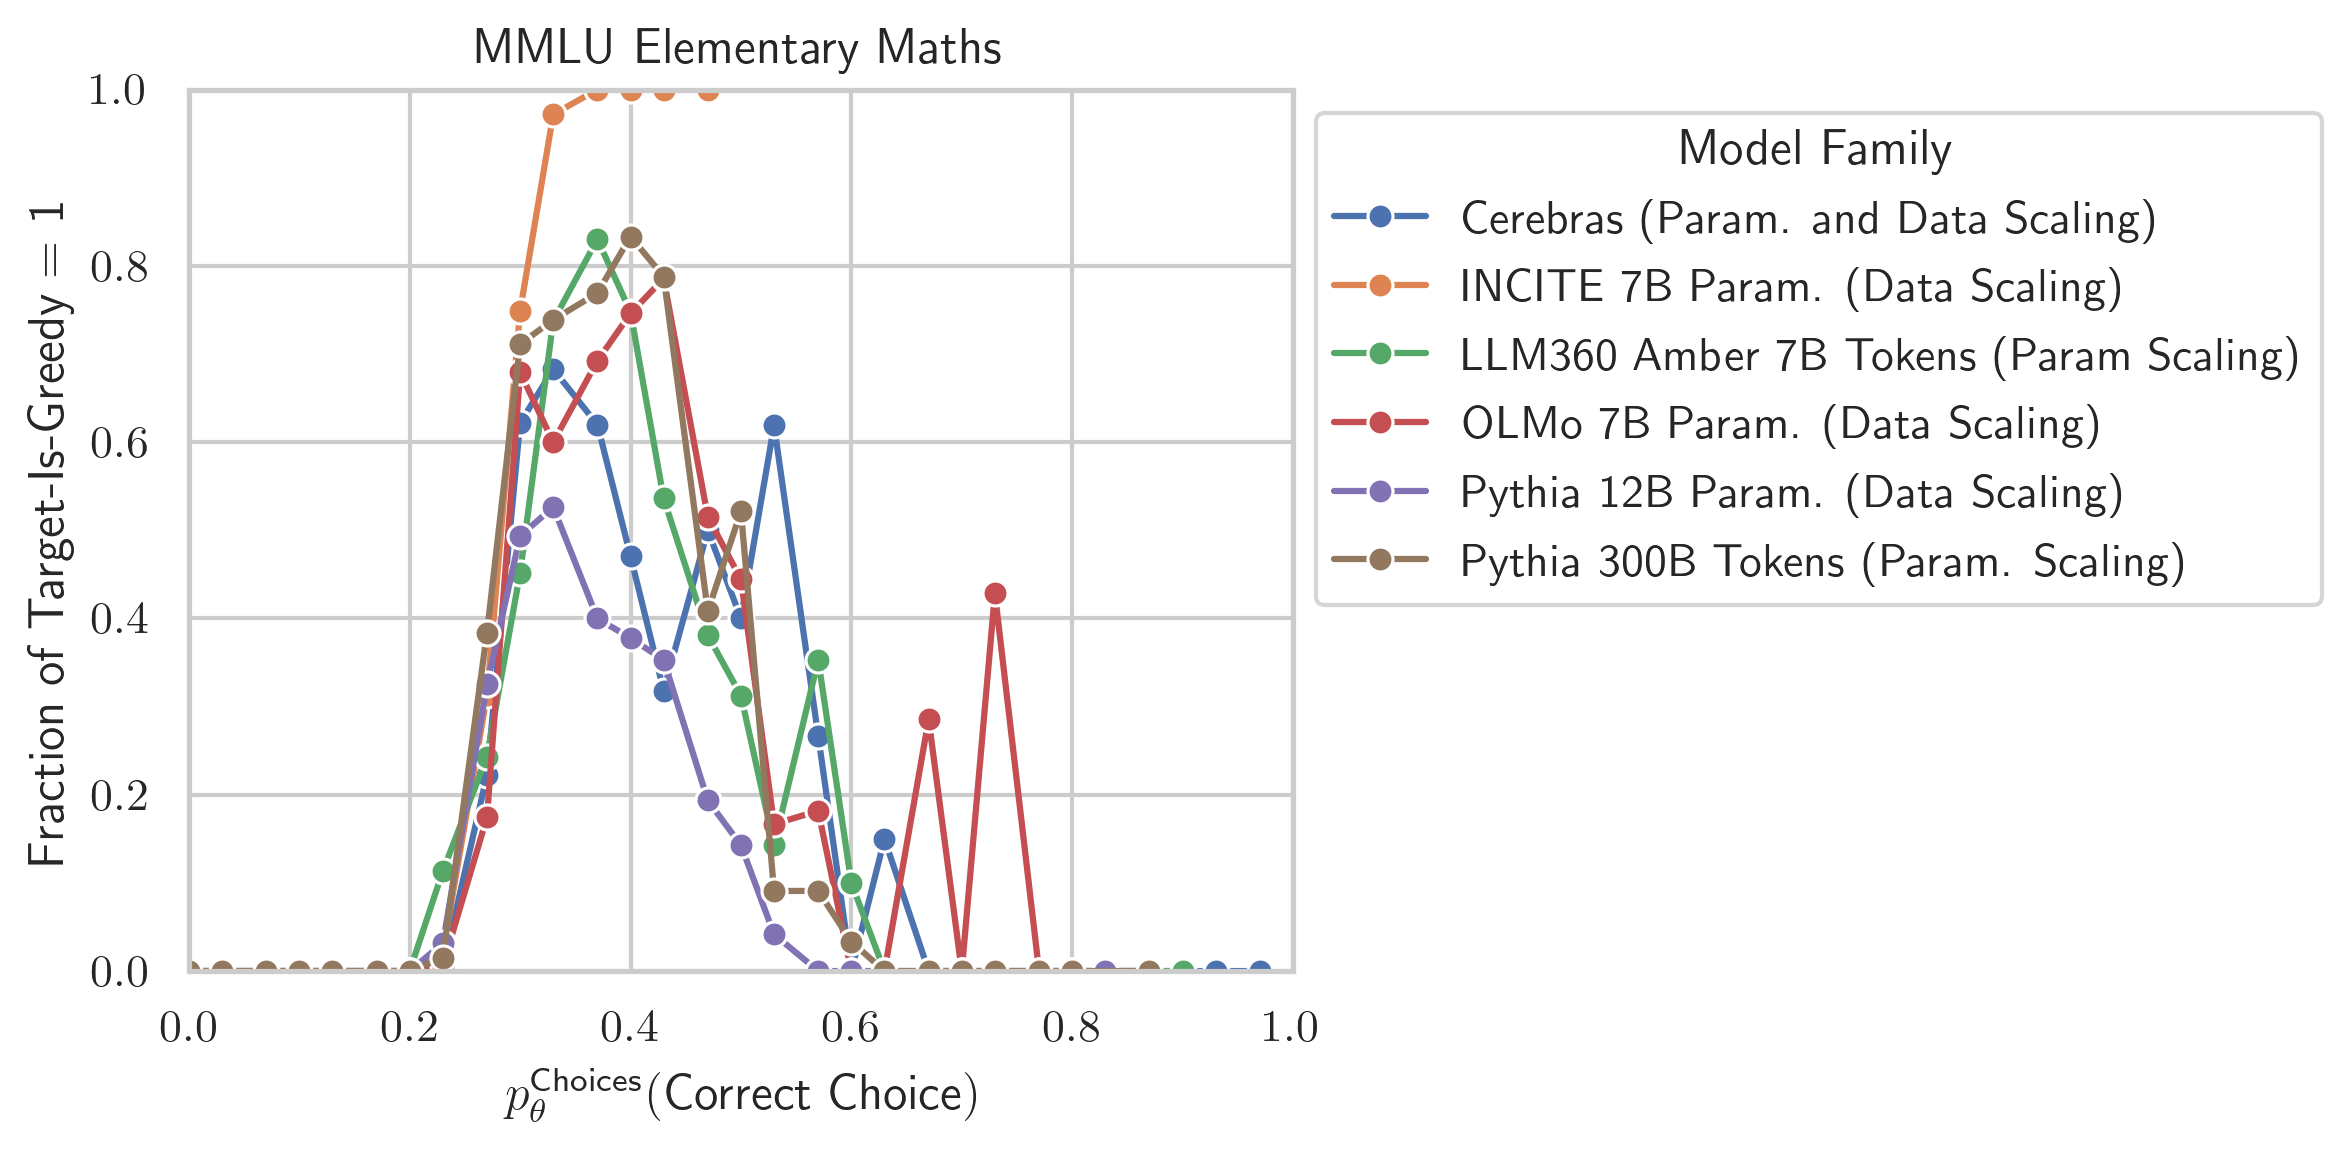 MMLU Elementary Maths
Fraction of Target-Is-Greedy = 1
1.0
0.8
0.6
0.4
0.2
0.0
0.0 0.2 0.4 0.6 0.8 1.0
p_θ^Choices(Correct Choice)
Model Family
Cerebras (Param. and Data Scaling)
INCITE 7B Param. (Data Scaling)
LLM360 Amber 7B Tokens (Param Scaling)
OLMo 7B Param. (Data Scaling)
Pythia 12B Param. (Data Scaling)
Pythia 300B Tokens (Param. Scaling)